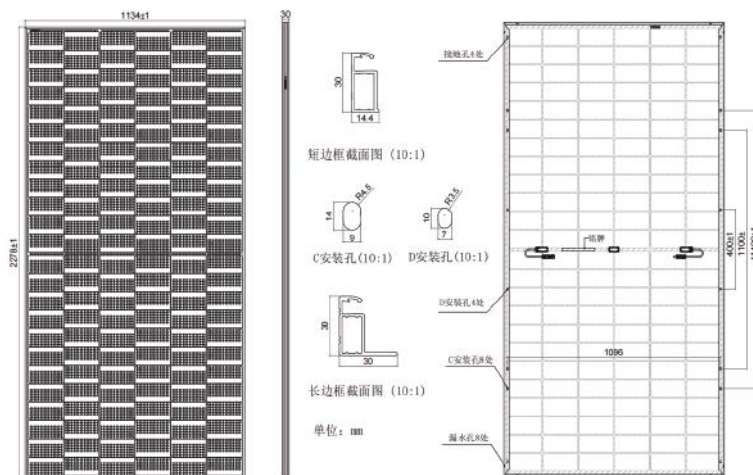 1134±1
30
2278±1
30
14.4
短边框截面图 (10:1)
R4.5
14
9
C安装孔(10:1)
R3.5
10
7
D安装孔(10:1)
30
30
长边框截面图 (10:1)
单位: mm
接地孔4处
铭牌
D安装孔4处
C安装孔8处
漏水孔8处
1096
400±1
1100±